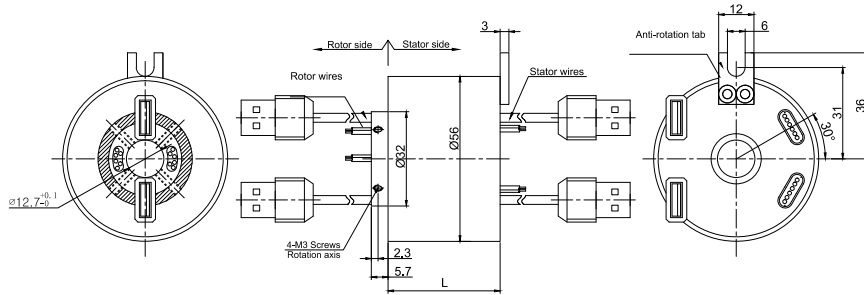 3
12
6
Anti-rotation tab
Rotor side
Stator side
Rotor wires
Stator wires
36
31
30°
Ø32
Ø56
Ø12,7 +0.1 -0
4-M3 Screws
Rotation axis
2,3
5.7
L